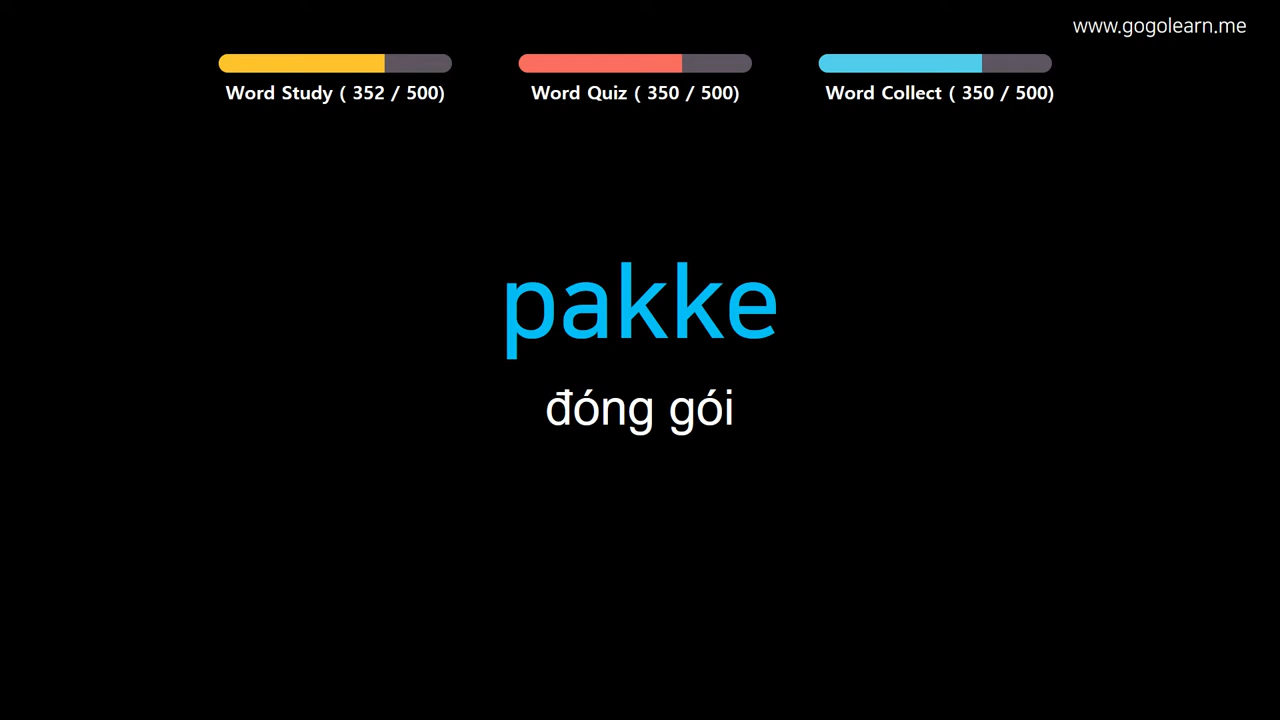 www.gogolearn.me
Word Study ( 352 / 500)
Word Quiz ( 350 / 500)
Word Collect ( 350 / 500)
pakke
đóng gói